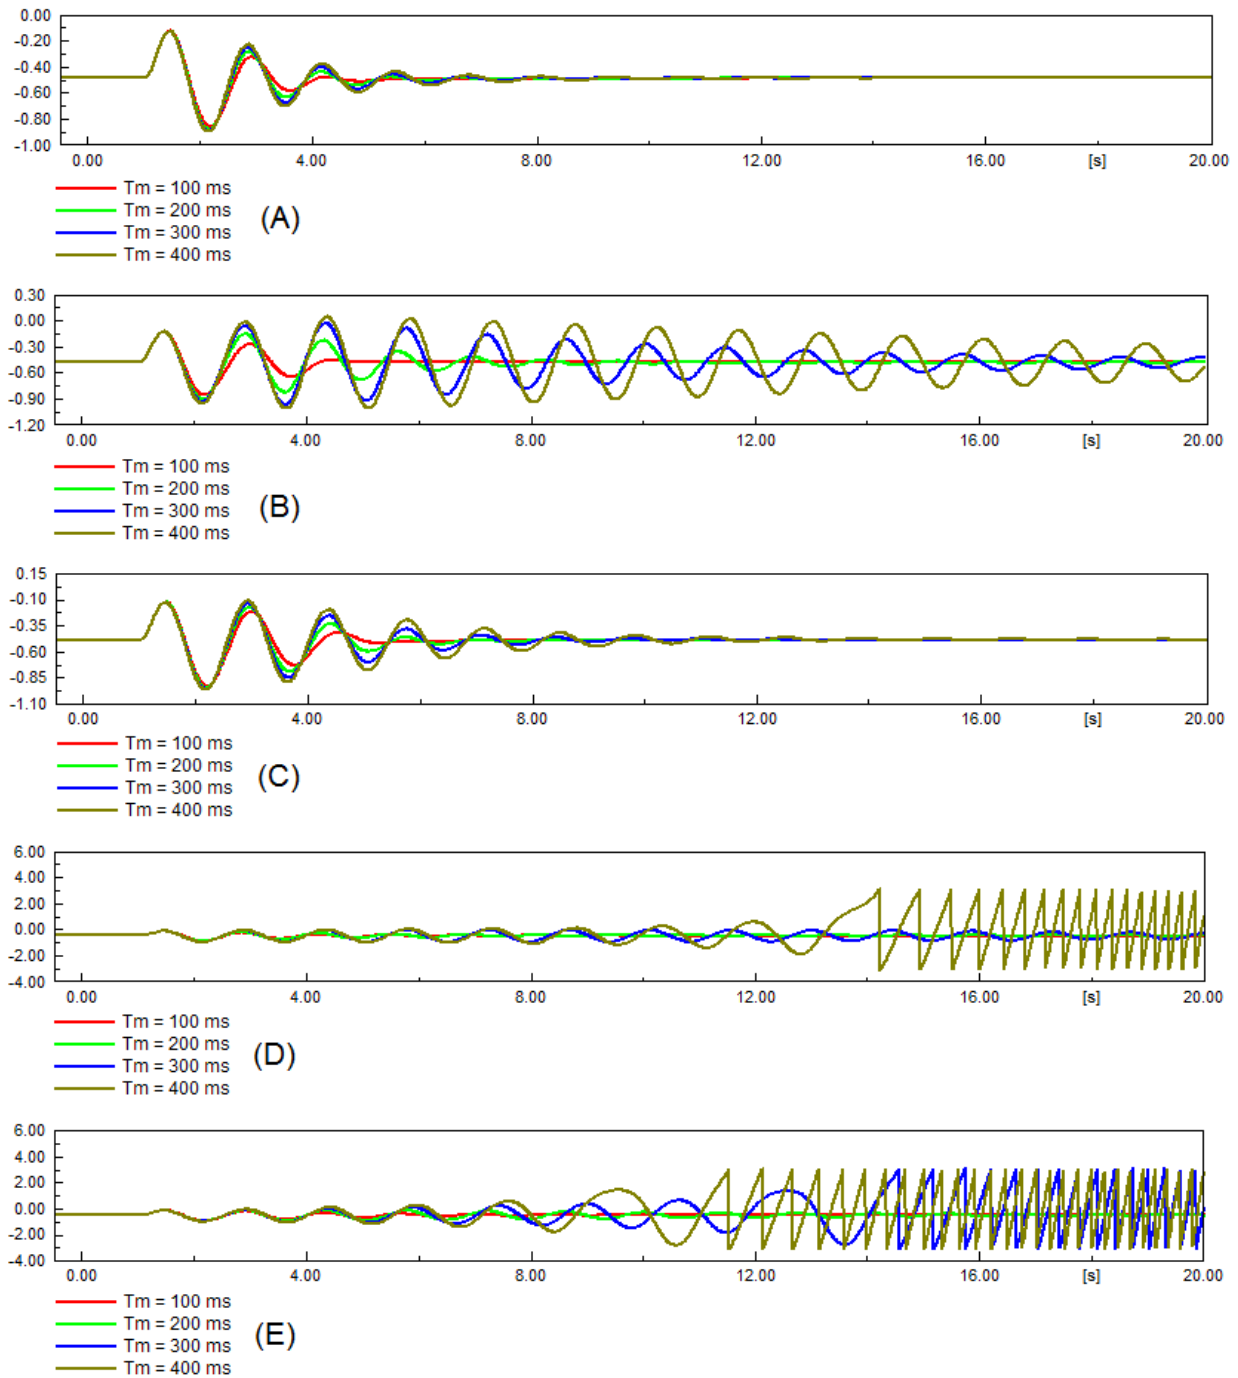 0.00
-0.20
-0.40
-0.60
-0.80
-1.00
0.00 4.00 8.00 12.00 16.00 [s] 20.00
Tm = 100 ms
Tm = 200 ms
Tm = 300 ms
Tm = 400 ms
(A)
0.30
0.00
-0.30
-0.60
-0.90
-1.20
0.00 4.00 8.00 12.00 16.00 [s] 20.00
Tm = 100 ms
Tm = 200 ms
Tm = 300 ms
Tm = 400 ms
(B)
0.15
-0.10
-0.35
-0.60
-0.85
-1.10
0.00 4.00 8.00 12.00 16.00 [s] 20.00
Tm = 100 ms
Tm = 200 ms
Tm = 300 ms
Tm = 400 ms
(C)
6.00
4.00
2.00
0.00
-2.00
-4.00
0.00 4.00 8.00 12.00 16.00 [s] 20.00
Tm = 100 ms
Tm = 200 ms
Tm = 300 ms
Tm = 400 ms
(D)
6.00
4.00
2.00
0.00
-2.00
-4.00
0.00 4.00 8.00 12.00 16.00 [s] 20.00
Tm = 100 ms
Tm = 200 ms
Tm = 300 ms
Tm = 400 ms
(E)